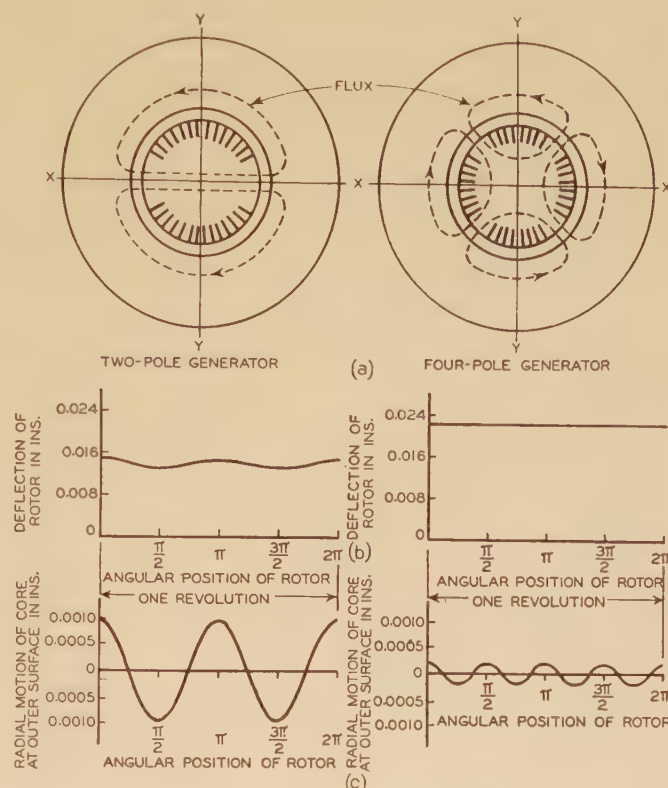 Y
Y
FLUX
X
X
X
X
Y
Y
TWO-POLE GENERATOR
(a)
FOUR-POLE GENERATOR
DEFLECTION OF
ROTOR IN INS.
0.024
0.016
0.008
0
π/2
π
3π/2
2π
ANGULAR POSITION OF ROTOR
ONE REVOLUTION
(b)
DEFLECTION OF
ROTOR IN INS.
0.024
0.016
0.008
0
π/2
π
3π/2
2π
ANGULAR POSITION OF ROTOR
ONE REVOLUTION
RADIAL MOTION OF CORE
AT OUTER SURFACE IN INS.
0.0010
0.0005
0
0.0005
0.0010
π/2
π
3π/2
2π
ANGULAR POSITION OF ROTOR
(c)
RADIAL MOTION OF CORE
AT OUTER SURFACE IN INS.
0.0010
0.0005
0
0.0005
0.0010
π/2
π
3π/2
2π
ANGULAR POSITION OF ROTOR